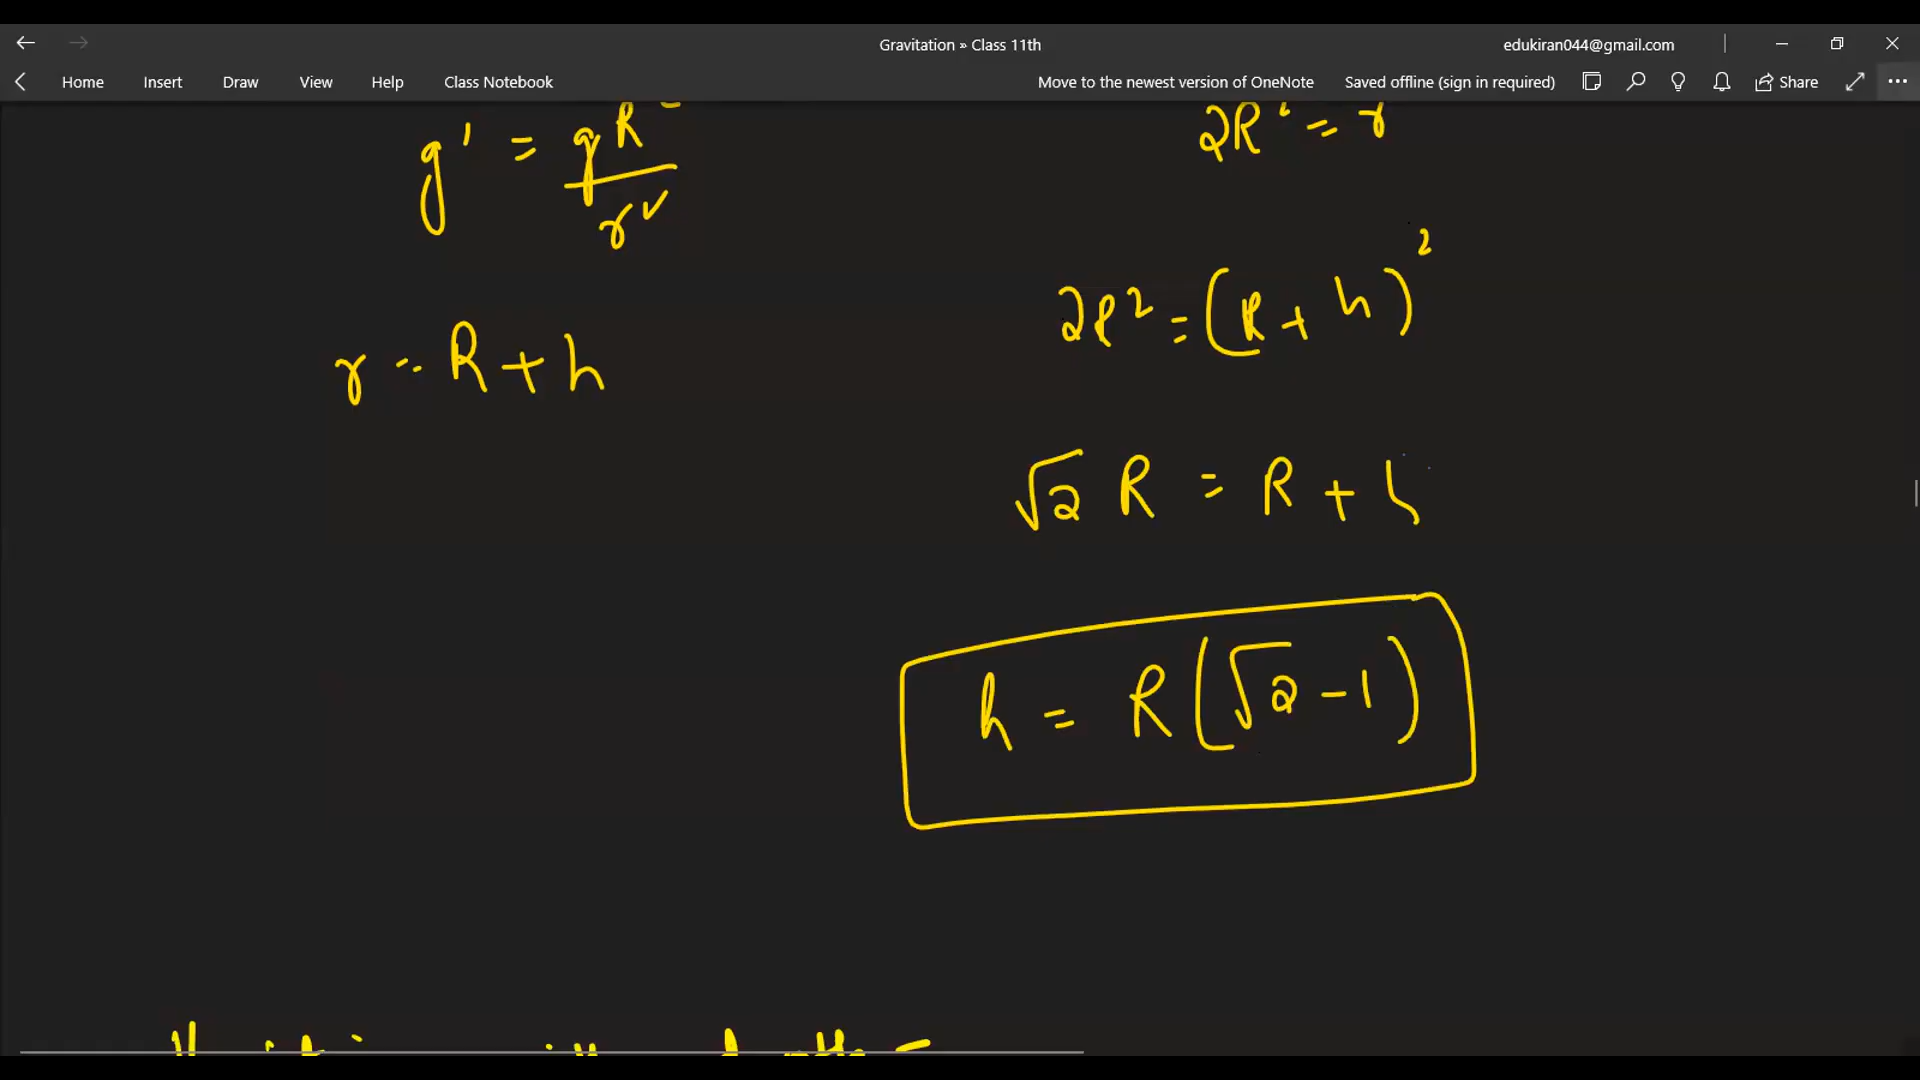 Gravitation » Class 11th
edukiran044@gmail.com
Home Insert Draw View Help Class Notebook
Move to the newest version of OneNote Saved offline (sign in required) Share
g' = gR²/r²
r = R + h
2R² = r
2R² = (R + h)²
√2 R = R + h
h = R(√2 - 1)